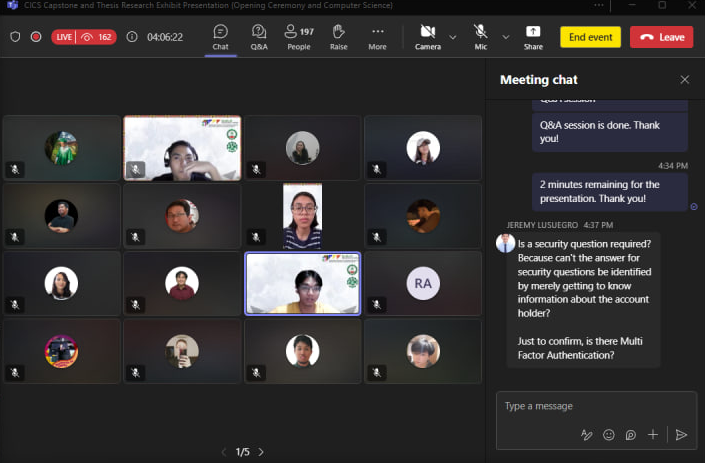 CICS Capstone and Thesis Research Exhibit Presentation (Opening Ceremony and Computer Science)
LIVE 162
04:06:22
Chat
Q&A
197
People
Raise
More
Camera
Mic
Share
End event
Leave
Meeting chat
Q&A session
Q&A session is done. Thank
you!
4:34 PM
2 minutes remaining for the
presentation. Thank you!
JEREMY LUSUEGRO 4:37 PM
Is a security question required?
Because can't the answer for
security questions be identified
by merely getting to know
information about the account
holder?
Just to confirm, is there Multi
Factor Authentication?
RA
1/5
Type a message